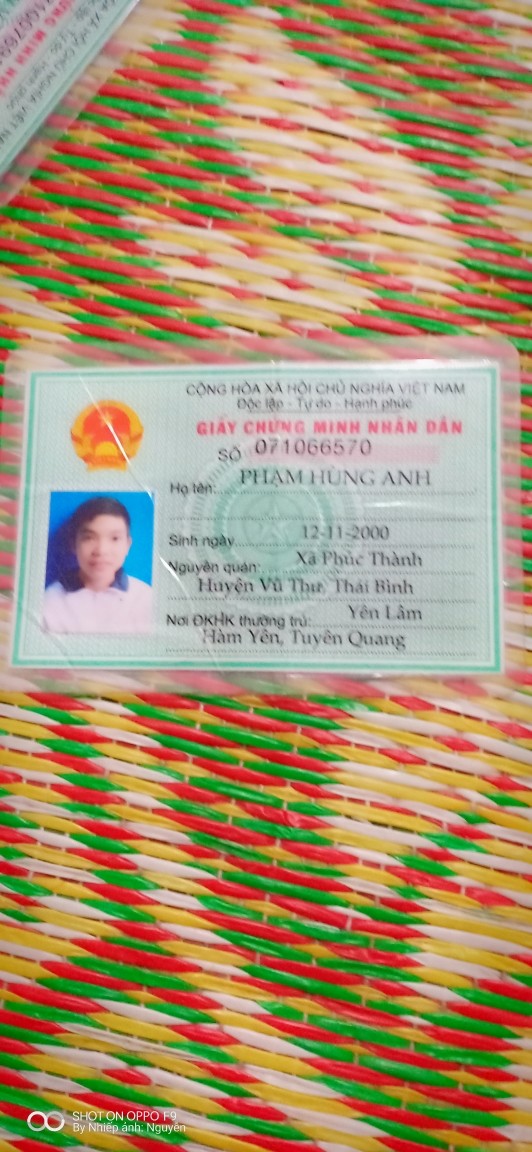 CỘNG HÒA XÃ HỘI CHỦ NGHĨA VIỆT NAM
Độc lập - Tự do - Hạnh phúc
GIẤY CHỨNG MINH NHÂN DÂN
SỐ 071066570
Họ tên: PHẠM HÙNG ANH
Sinh ngày 12-11-2000
Nguyên quán: Xã Phúc Thành
Huyện Vũ Thư, Thái Bình
Nơi ĐKHK thường trú: Yên Lâm
Hàm Yên, Tuyên Quang
SHOT ON OPPO F9
By Nhiếp ảnh: Nguyên